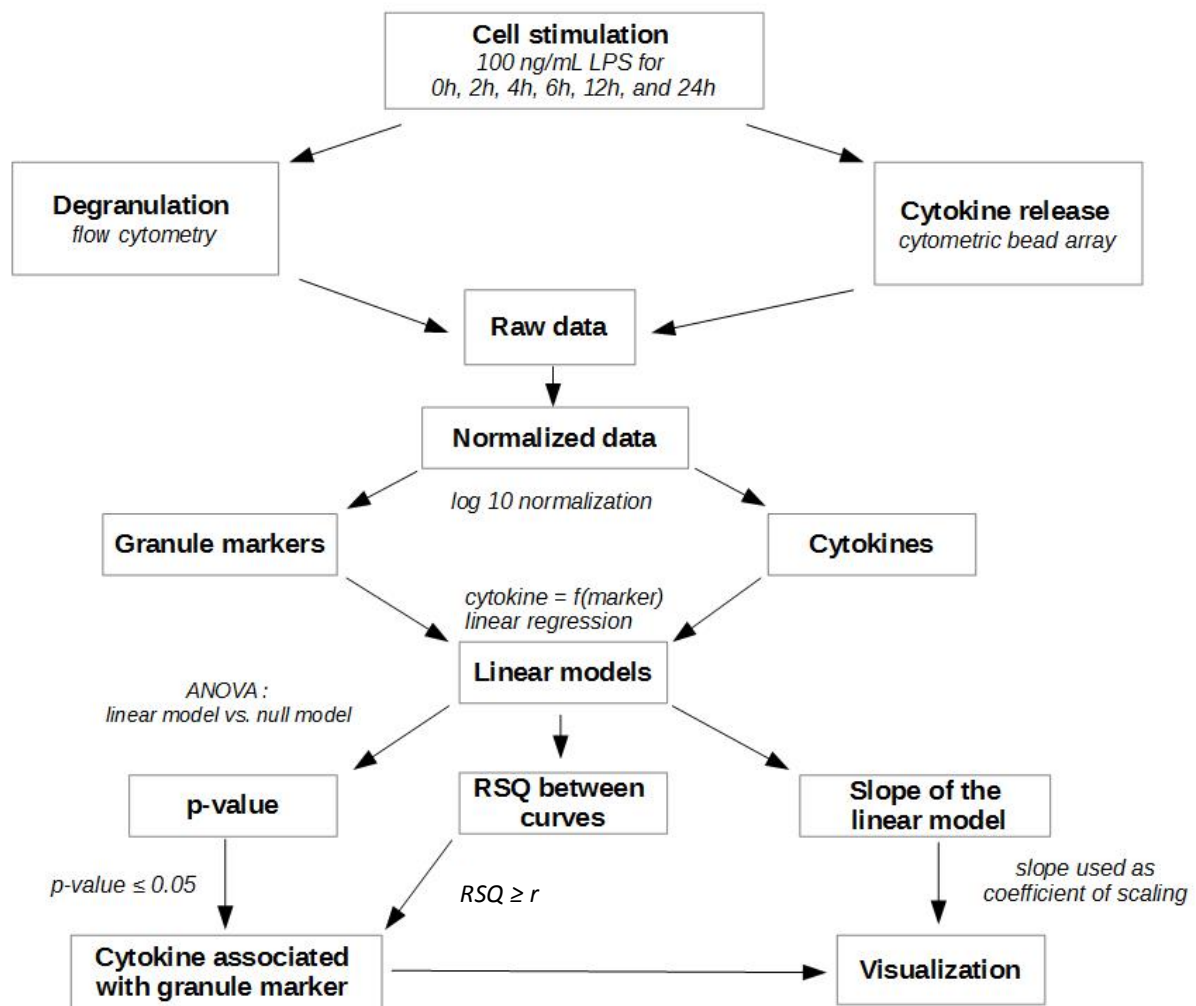 Cell stimulation
100 ng/mL LPS for
0h, 2h, 4h, 6h, 12h, and 24h
Degranulation
flow cytometry
Cytokine release
cytometric bead array
Raw data
Normalized data
log 10 normalization
Granule markers
Cytokines
cytokine = f(marker)
linear regression
Linear models
ANOVA :
linear model vs. null model
p-value
RSQ between
curves
Slope of the
linear model
p-value ≤ 0.05
RSQ ≥ r
slope used as
coefficient of scaling
Cytokine associated
with granule marker
Visualization